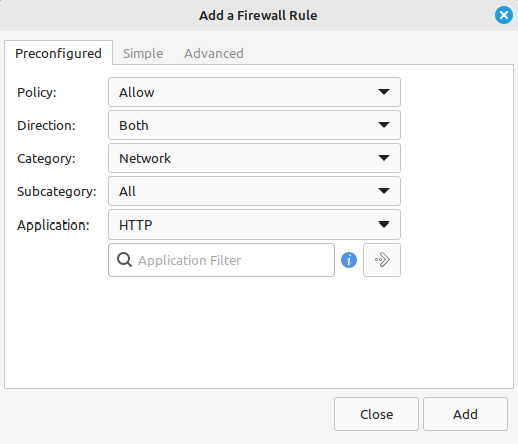 Add a Firewall Rule
Preconfigured Simple Advanced
Policy: Allow
Direction: Both
Category: Network
Subcategory: All
Application: HTTP
Application Filter
Close Add